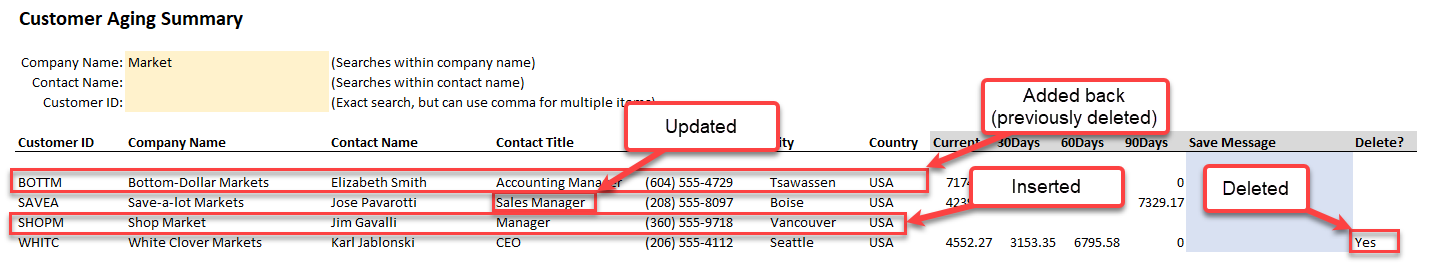 Customer Aging Summary
Company Name: Market (Searches within company name)
Contact Name: (Searches within contact name)
Customer ID: (Exact search, but can use comma for multiple items)
Added back
(previously deleted)
Updated
Customer ID Company Name Contact Name Contact Title ity Country Current 30Days 60Days 90Days Save Message Delete?
BOTTM Bottom-Dollar Markets Elizabeth Smith Accounting Manager (604) 555-4729 Tsawassen USA 7174 0
Inserted
Deleted
SAVEA Save-a-lot Markets Jose Pavarotti Sales Manager (208) 555-8097 Boise USA 7329.17
SHOPM Shop Market Jim Gavalli Manager (360) 555-9718 Vancouver USA
WHITC White Clover Markets Karl Jablonski CEO (206) 555-4112 Seattle USA 4552.27 3153.35 6795.58 0 Yes